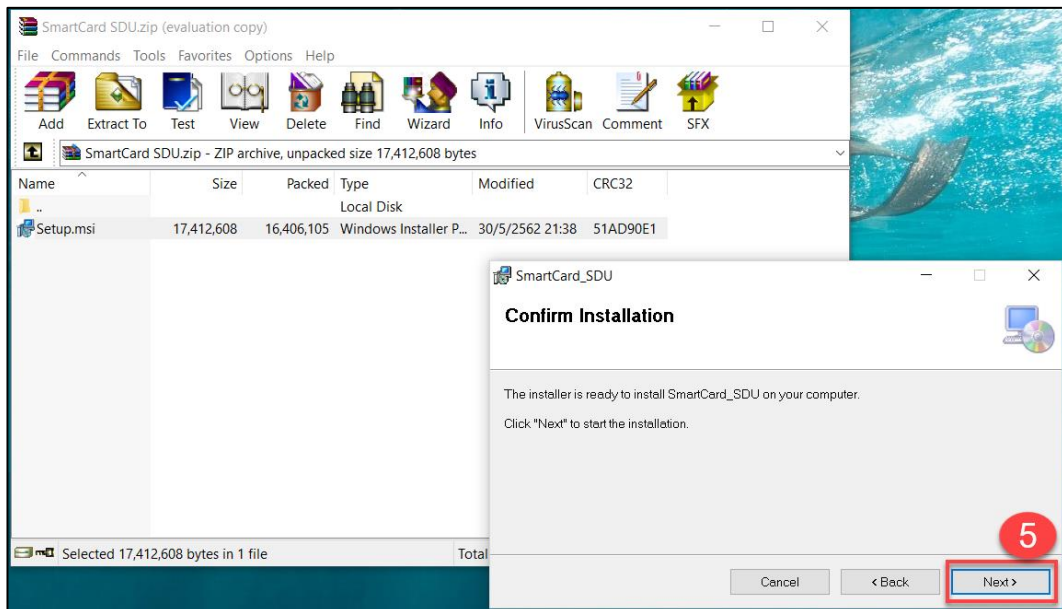 SmartCard SDU.zip (evaluation copy)
File Commands Tools Favorites Options Help
Add Extract To Test View Delete Find Wizard Info VirusScan Comment SFX
SmartCard SDU.zip - ZIP archive, unpacked size 17,412,608 bytes
Name Size Packed Type Modified CRC32
.. Local Disk
Setup.msi 17,412,608 16,406,105 Windows Installer P... 30/5/2562 21:38 51AD90E1
SmartCard_SDU
Confirm Installation
The installer is ready to install SmartCard_SDU on your computer.
Click "Next" to start the installation.
5
Selected 17,412,608 bytes in 1 file Total
Cancel < Back Next >